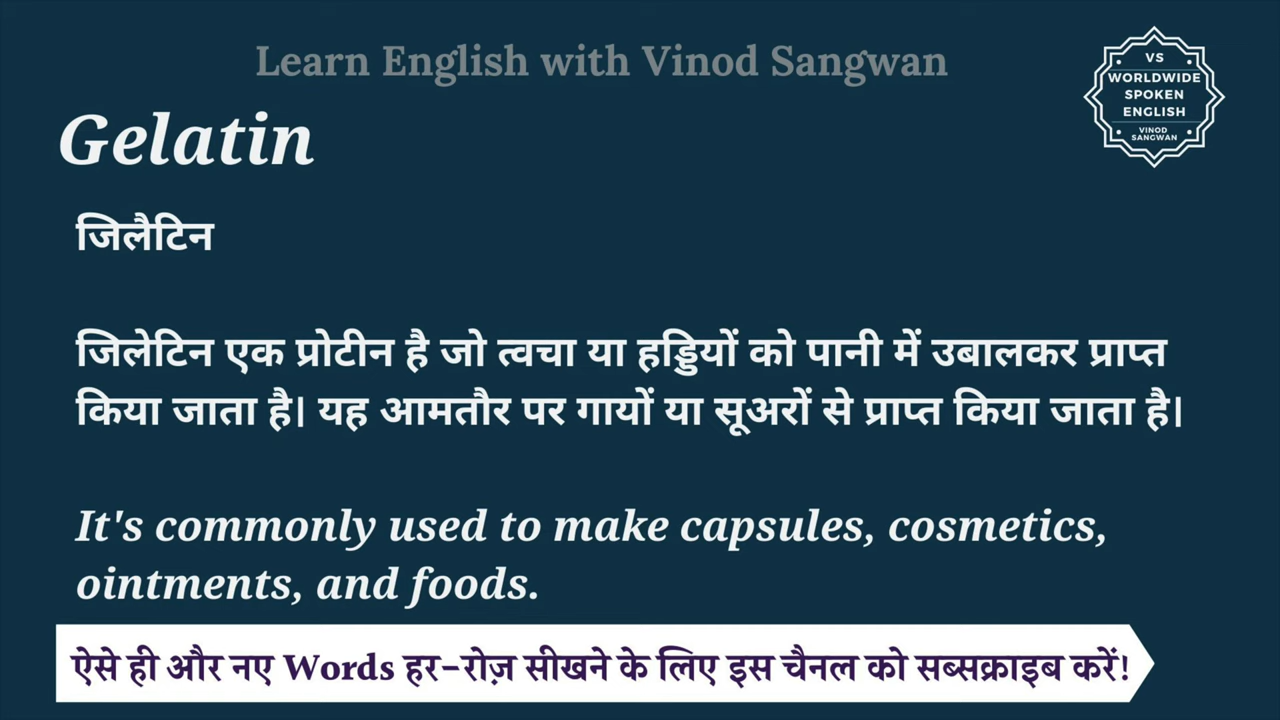 Learn English with Vinod Sangwan
VS
WORLDWIDE
SPOKEN
ENGLISH
VINOD
SANGWAN
Gelatin
जिलैटिन
जिलेटिन एक प्रोटीन है जो त्वचा या हड्डियों को पानी में उबालकर प्राप्त
किया जाता है। यह आमतौर पर गायों या सूअरों से प्राप्त किया जाता है।
It's commonly used to make capsules, cosmetics,
ointments, and foods.
ऐसे ही और नए Words हर-रोज़ सीखने के लिए इस चैनल को सब्सक्राइब करें!